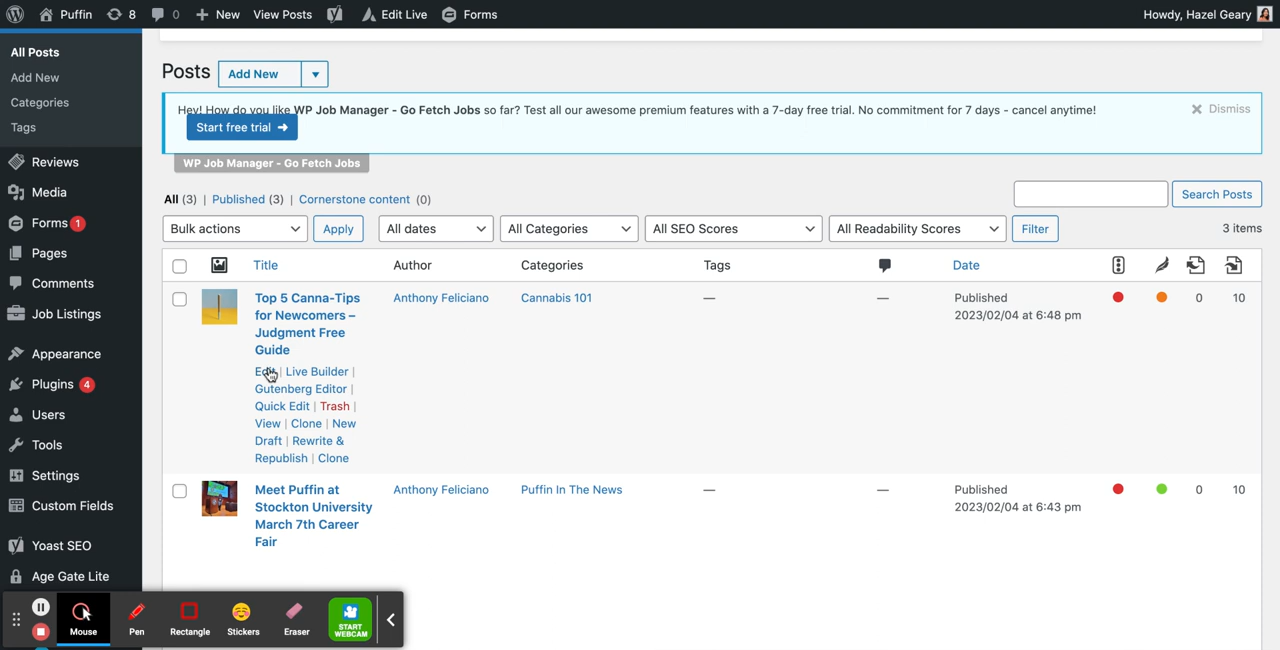 Puffin 8 0 New View Posts Edit Live Forms Howdy, Hazel Geary
All Posts
Add New
Categories
Tags
Reviews
Media
Forms 1
Pages
Comments
Job Listings
Appearance
Plugins 4
Users
Tools
Settings
Custom Fields
Yoast SEO
Age Gate Lite
Posts Add New
Hey! How do you like WP Job Manager - Go Fetch Jobs so far? Test all our awesome premium features with a 7-day free trial. No commitment for 7 days - cancel anytime! Dismiss
Start free trial
WP Job Manager - Go Fetch Jobs
All (3) | Published (3) | Cornerstone content (0)
Search Posts
Bulk actions Apply All dates All Categories All SEO Scores All Readability Scores Filter 3 items
Title Author Categories Tags Date
Top 5 Canna-Tips Anthony Feliciano Cannabis 101 — — Published 0 10
for Newcomers – 2023/02/04 at 6:48 pm
Judgment Free
Guide
Edit | Live Builder |
Gutenberg Editor |
Quick Edit | Trash |
View | Clone | New
Draft | Rewrite &
Republish | Clone
Meet Puffin at Anthony Feliciano Puffin In The News — — Published 0 10
Stockton University 2023/02/04 at 6:43 pm
March 7th Career
Fair
Mouse Pen Rectangle Stickers Eraser START
WEBCAM